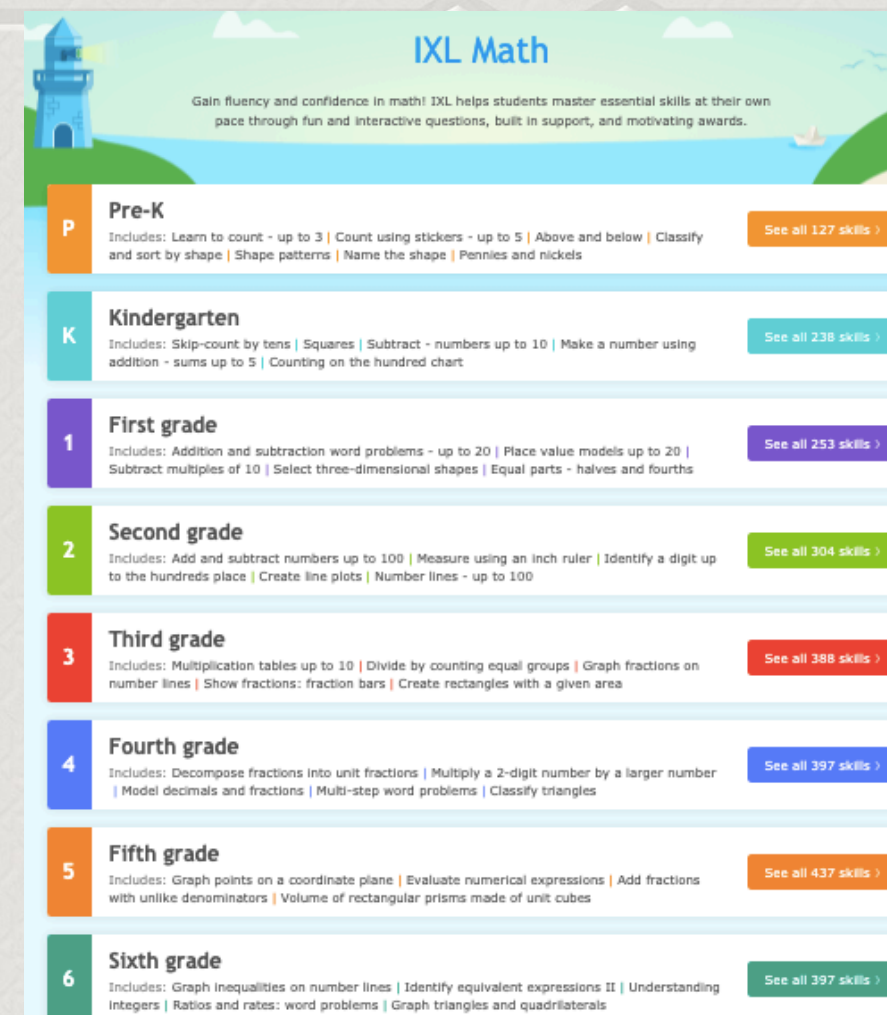 IXL Math
Gain fluency and confidence in math! IXL helps students master essential skills at their own
pace through fun and interactive questions, built in support, and motivating awards.
P
Pre-K
Includes: Learn to count - up to 3 | Count using stickers - up to 5 | Above and below | Classify
and sort by shape | Shape patterns | Name the shape | Pennies and nickels
See all 127 skills >
K
Kindergarten
Includes: Skip-count by tens | Squares | Subtract - numbers up to 10 | Make a number using
addition - sums up to 5 | Counting on the hundred chart
See all 238 skills >
1
First grade
Includes: Addition and subtraction word problems - up to 20 | Place value models up to 20 |
Subtract multiples of 10 | Select three-dimensional shapes | Equal parts - halves and fourths
See all 253 skills >
2
Second grade
Includes: Add and subtract numbers up to 100 | Measure using an inch ruler | Identify a digit up
to the hundreds place | Create line plots | Number lines - up to 100
See all 304 skills >
3
Third grade
Includes: Multiplication tables up to 10 | Divide by counting equal groups | Graph fractions on
number lines | Show fractions: fraction bars | Create rectangles with a given area
See all 388 skills >
4
Fourth grade
Includes: Decompose fractions into unit fractions | Multiply a 2-digit number by a larger number
| Model decimals and fractions | Multi-step word problems | Classify triangles
See all 397 skills >
5
Fifth grade
Includes: Graph points on a coordinate plane | Evaluate numerical expressions | Add fractions
with unlike denominators | Volume of rectangular prisms made of unit cubes
See all 437 skills >
6
Sixth grade
Includes: Graph inequalities on number lines | Identify equivalent expressions II | Understanding
integers | Ratios and rates: word problems | Graph triangles and quadrilaterals
See all 397 skills >